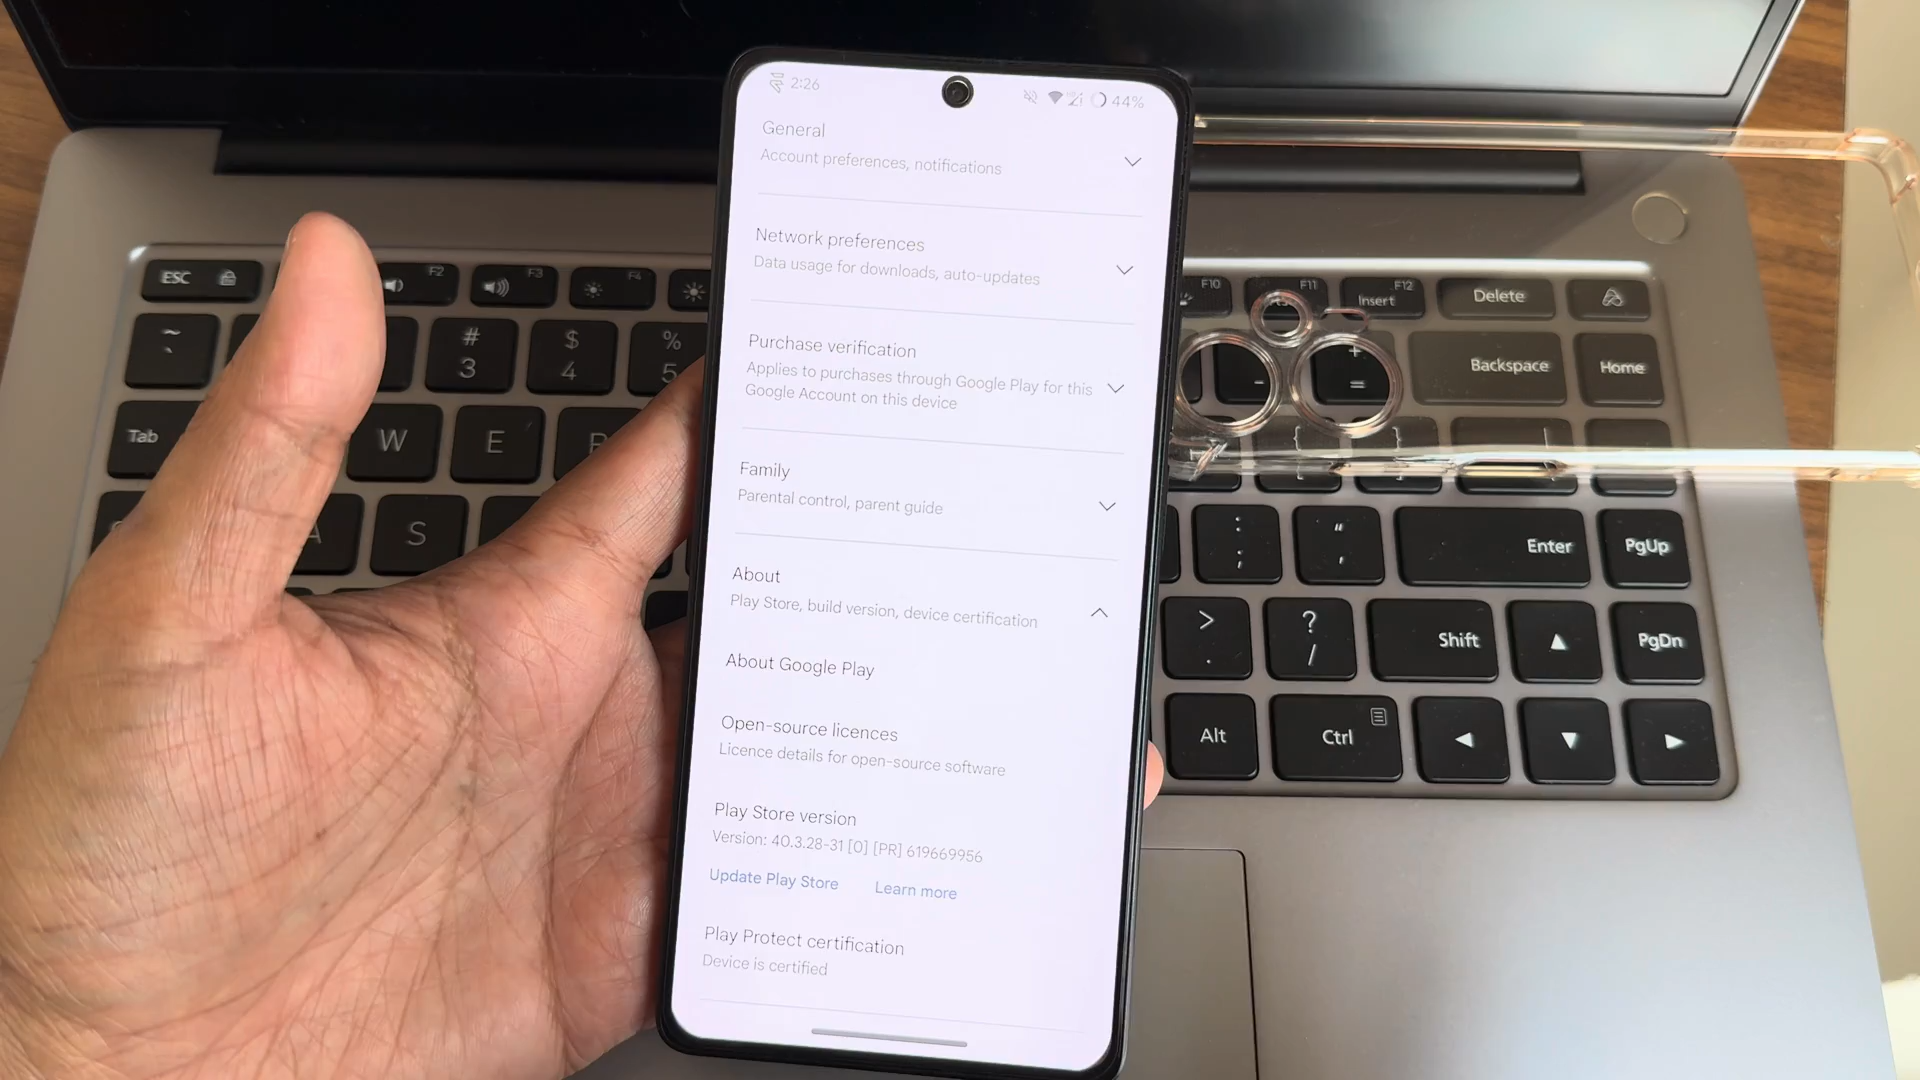 2:26
44%
General
Account preferences, notifications
Network preferences
Data usage for downloads, auto-updates
Purchase verification
Applies to purchases through Google Play for this
Google Account on this device
Family
Parental control, parent guide
About
Play Store, build version, device certification
About Google Play
Open-source licences
Licence details for open-source software
Play Store version
Version: 40.3.28-31 [0] [PR] 619669956
Update Play Store Learn more
Play Protect certification
Device is certified
ESC F2 F3 F4
~ # $ %
` 3 4 5
Tab W E
A S
F10 F11 F12
Insert Delete
+
- = Backspace Home
{ } |
: " Enter PgUp
; ,
> ? Shift PgDn
. /
Alt Ctrl